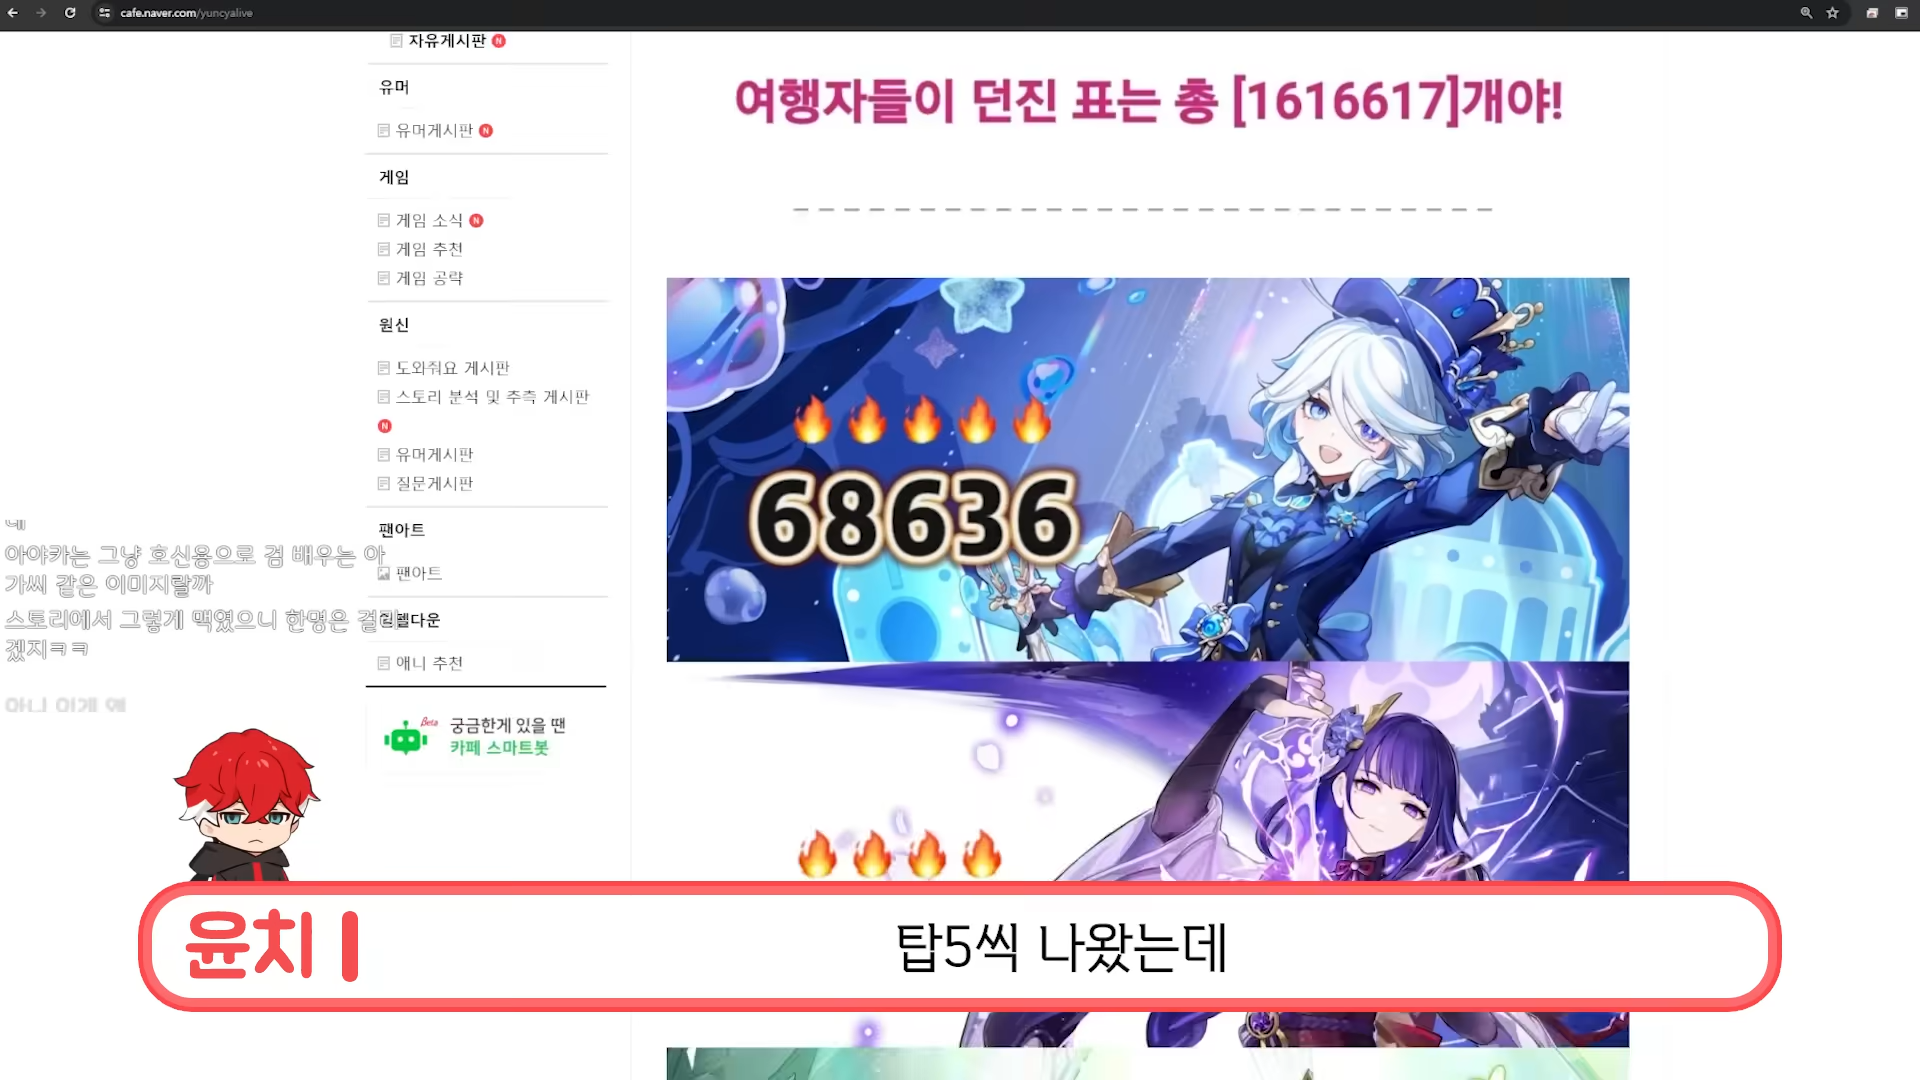 cafe.naver.com/yuncyalive
자유게시판 N
유머
유머게시판 N
게임
게임 소식 N
게임 추천
게임 공략
원신
도와줘요 게시판
스토리 분석 및 추측 게시판
N
유머게시판
질문게시판
팬아트
팬아트
다운
애니 추천
Beta
궁금한게 있을 땐
카페 스마트봇
여행자들이 던진 표는 총 [1616617]개야!
68636
아야카는 그냥 호신용으로 검 배우는 아
가씨 같은 이미지랄까
스토리에서 그렇게 맥였으니 한명은 걸리
겠지ㅋㅋ
윤치
탑5씩 나왔는데